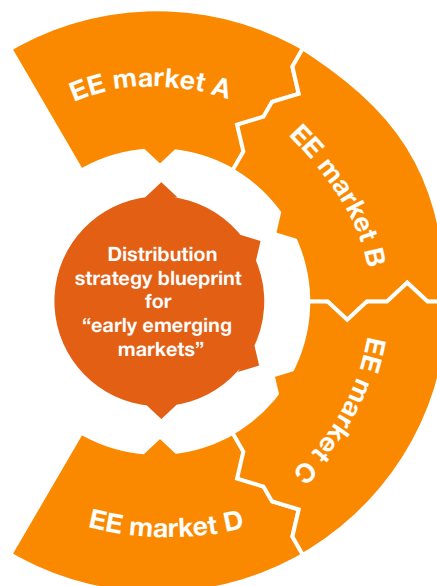 EE market A
EE market B
Distribution
strategy blueprint
for
“early emerging
markets”
EE market C
EE market D